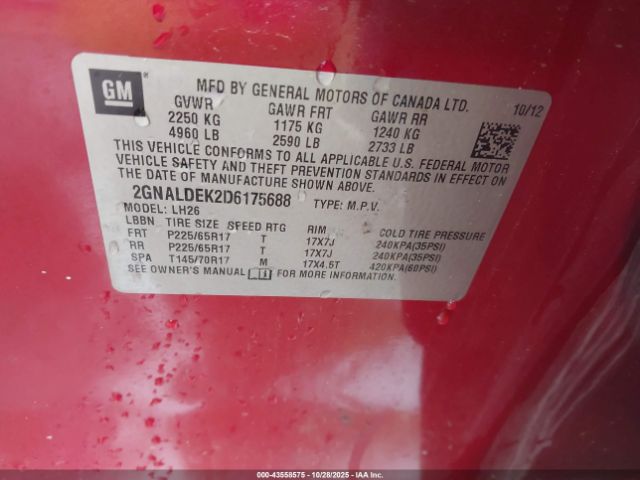 GM
MFD BY GENERAL MOTORS OF CANADA LTD.
10/12
GVWR GAWR FRT GAWR RR
2250 KG 1175 KG 1240 KG
4960 LB 2590 LB 2733 LB
THIS VEHICLE CONFORMS TO ALL APPLICABLE U.S. FEDERAL MOTOR
VEHICLE SAFETY AND THEFT PREVENTION STANDARDS IN EFFECT ON
THE DATE OF MANUFACTURE SHOWN ABOVE.
2GNALDEK2D6175688 TYPE: M.P.V.
MODEL: LH26
LBBN TIRE SIZE SPEED RTG RIM COLD TIRE PRESSURE
FRT P225/65R17 T 17X7J 240KPA(35PSI)
RR P225/65R17 T 17X7J 240KPA(35PSI)
SPA T145/70R17 M 17X4.5T 420KPA(60PSI)
SEE OWNER'S MANUAL FOR MORE INFORMATION.
000-43558575 - 10/28/2025 - IAA